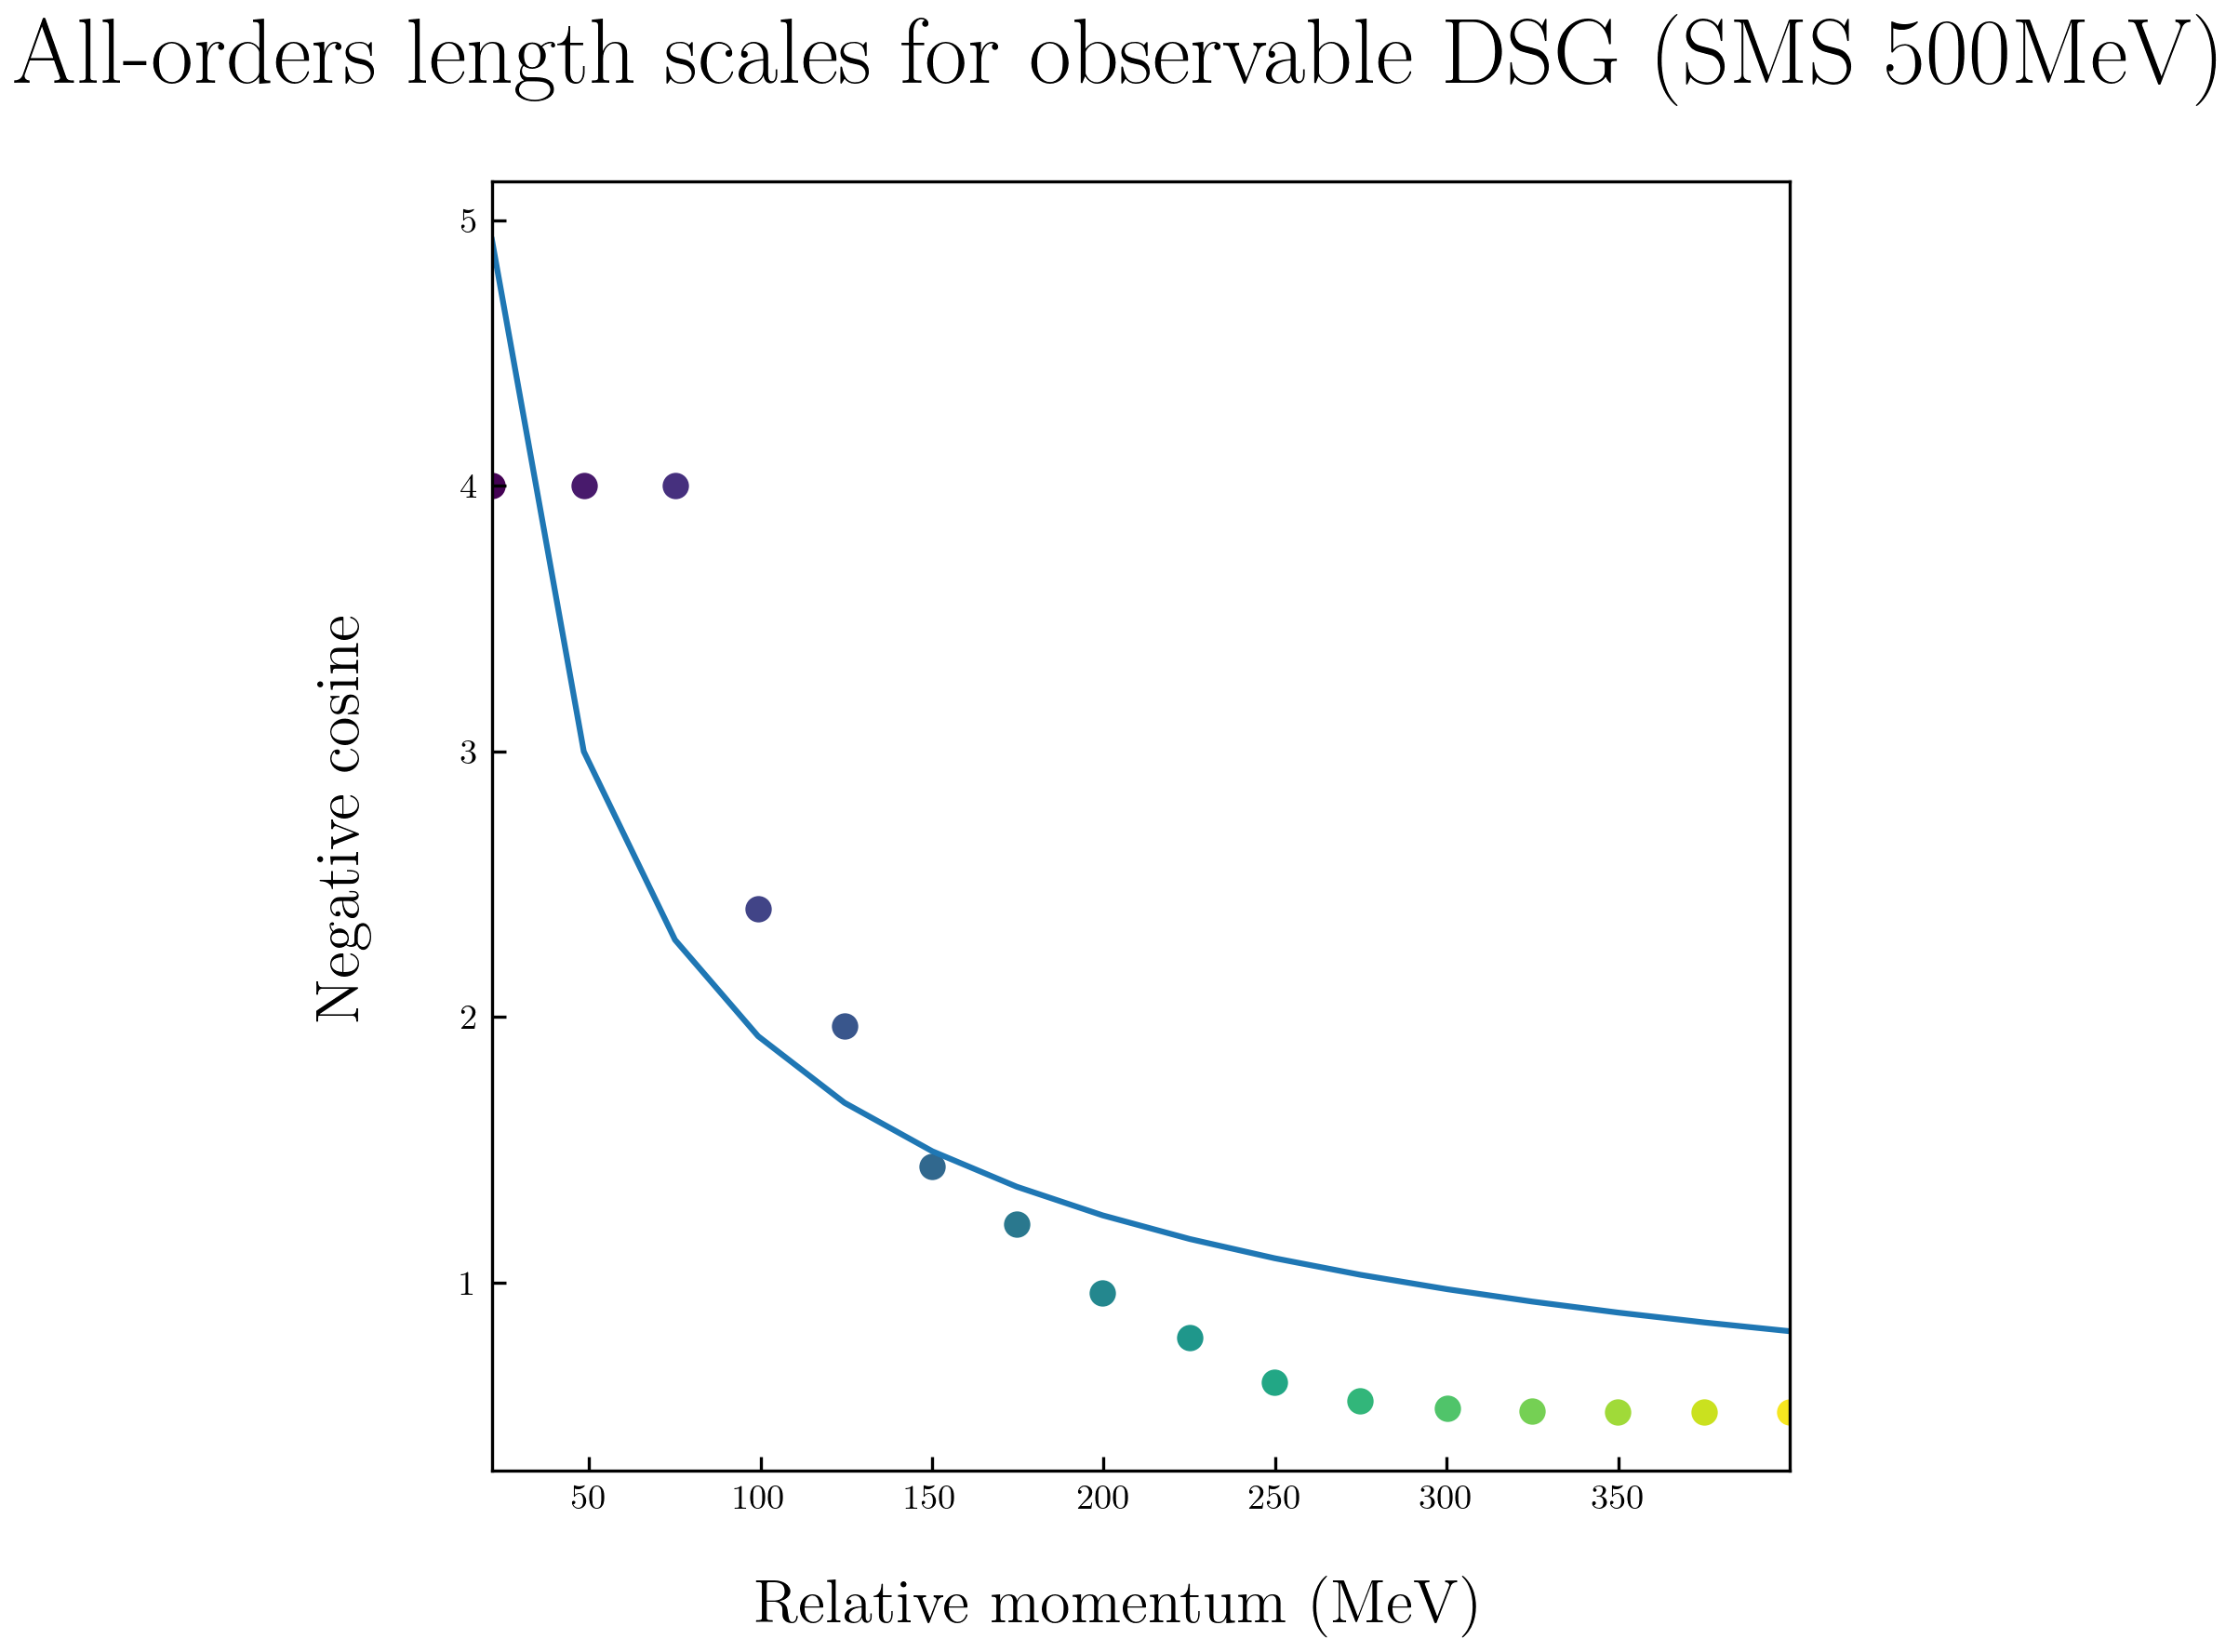 All-orders length scales for observable DSG (SMS 500MeV)
5
4
3
2
1
Negative cosine
50 100 150 200 250 300 350
Relative momentum (MeV)